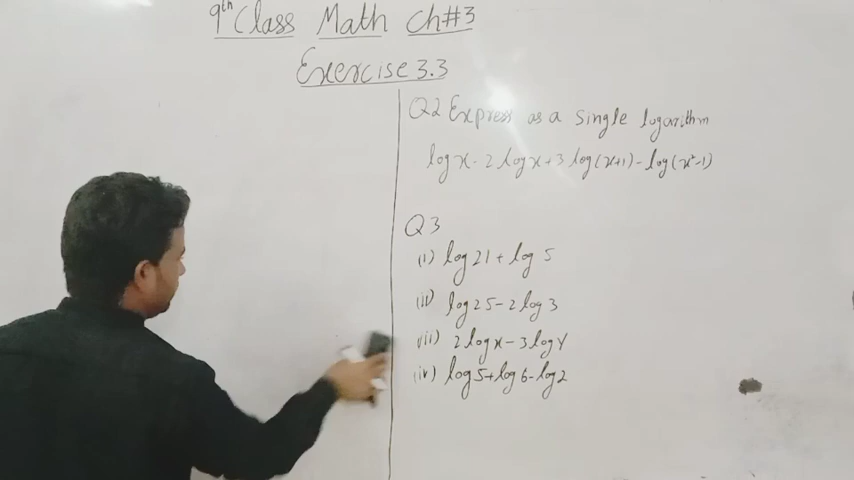 9th Class Math Ch#3
Exercise 3.3
Q2 Express as a single logarithm
log x - 2 log x + 3 log(x+1) - log(x²-1)
Q3
(i) log 21 + log 5
(ii) log 25 - 2 log 3
(iii) 2 log x - 3 log y
(iv) log 5 + log 6 - log 2